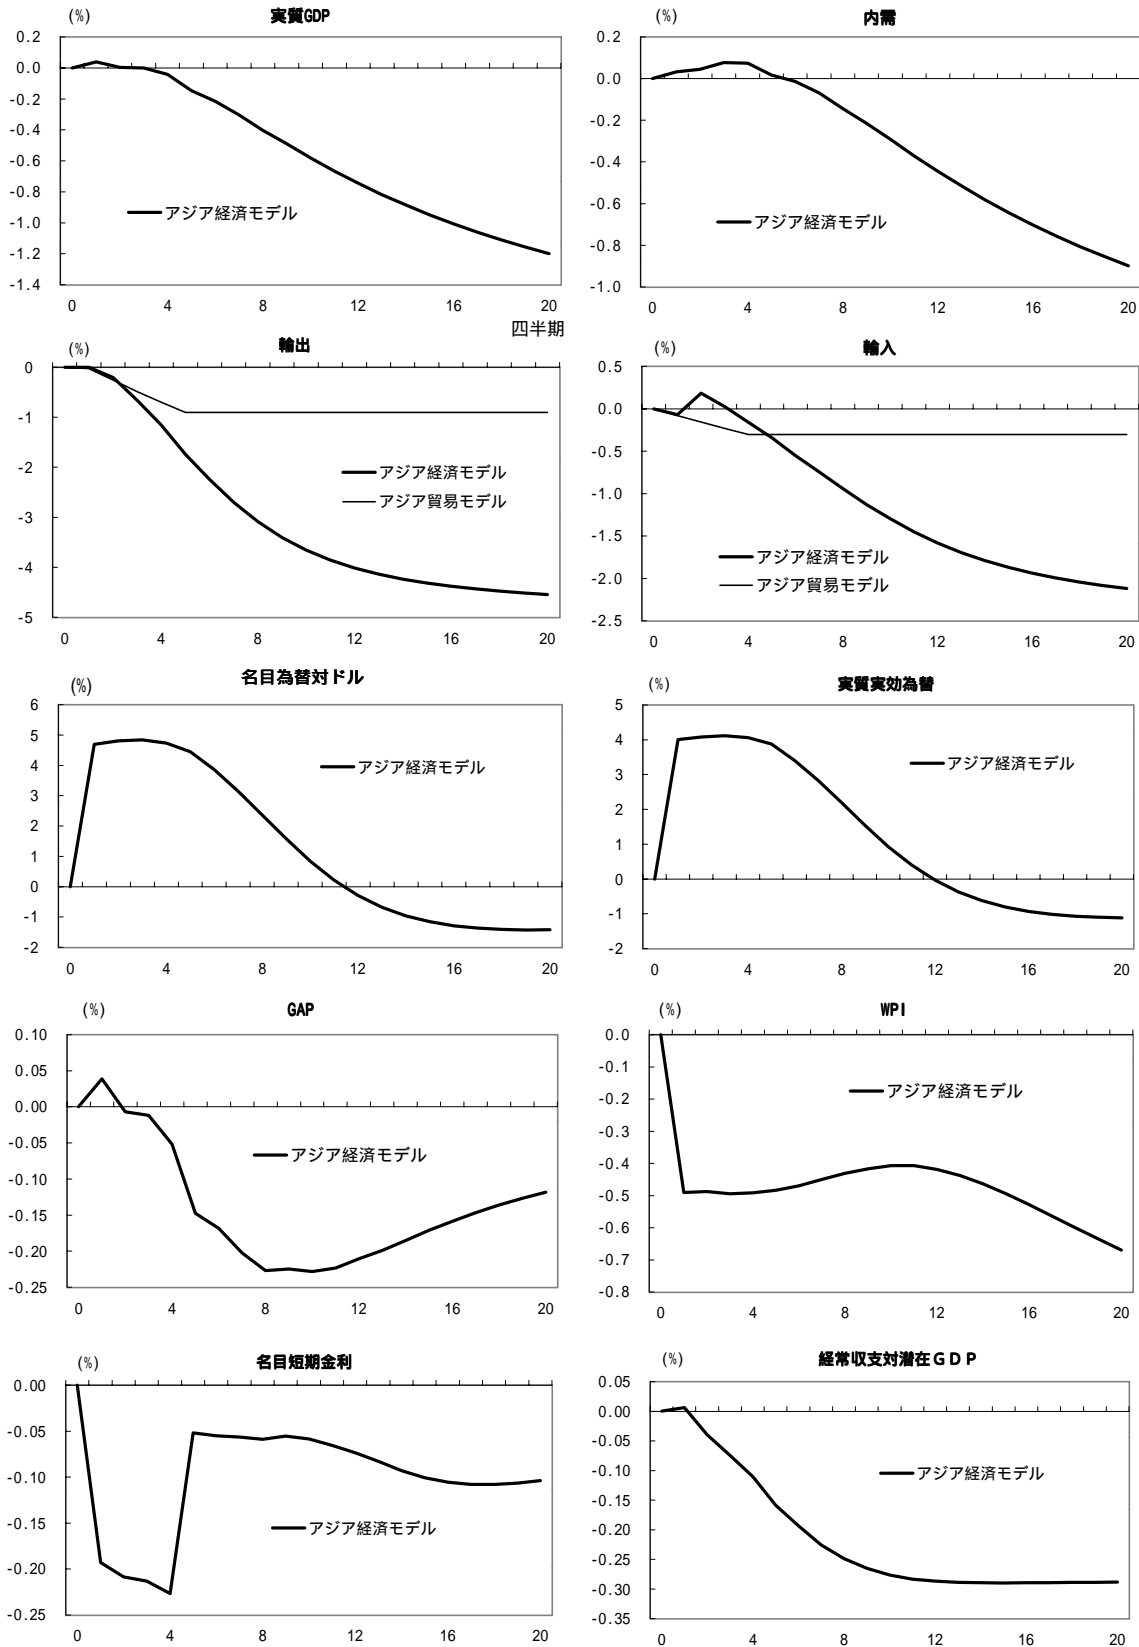 (%)
実質GDP
0.2
0.0
-0.2
-0.4
-0.6
-0.8
-1.0
-1.2
-1.4
アジア経済モデル
0 4 8 12 16 20
四半期
(%)
内需
0.2
0.0
-0.2
-0.4
-0.6
-0.8
-1.0
アジア経済モデル
0 4 8 12 16 20
(%)
輸出
0
-1
-2
-3
-4
-5
アジア経済モデル
アジア貿易モデル
0 4 8 12 16 20
(%)
輸入
0.5
0.0
-0.5
-1.0
-1.5
-2.0
-2.5
アジア経済モデル
アジア貿易モデル
0 4 8 12 16 20
(%)
名目為替対ドル
6
5
4
3
2
1
0
-1
-2
アジア経済モデル
0 4 8 12 16 20
(%)
実質実効為替
5
4
3
2
1
0
-1
-2
アジア経済モデル
0 4 8 12 16 20
(%)
GAP
0.10
0.05
0.00
-0.05
-0.10
-0.15
-0.20
-0.25
アジア経済モデル
0 4 8 12 16 20
(%)
WPI
0.0
-0.1
-0.2
-0.3
-0.4
-0.5
-0.6
-0.7
-0.8
アジア経済モデル
0 4 8 12 16 20
(%)
名目短期金利
0.00
-0.05
-0.10
-0.15
-0.20
-0.25
アジア経済モデル
0 4 8 12 16 20
(%)
経常収支対潜在ＧＤＰ
0.05
0.00
-0.05
-0.10
-0.15
-0.20
-0.25
-0.30
-0.35
アジア経済モデル
0 4 8 12 16 20